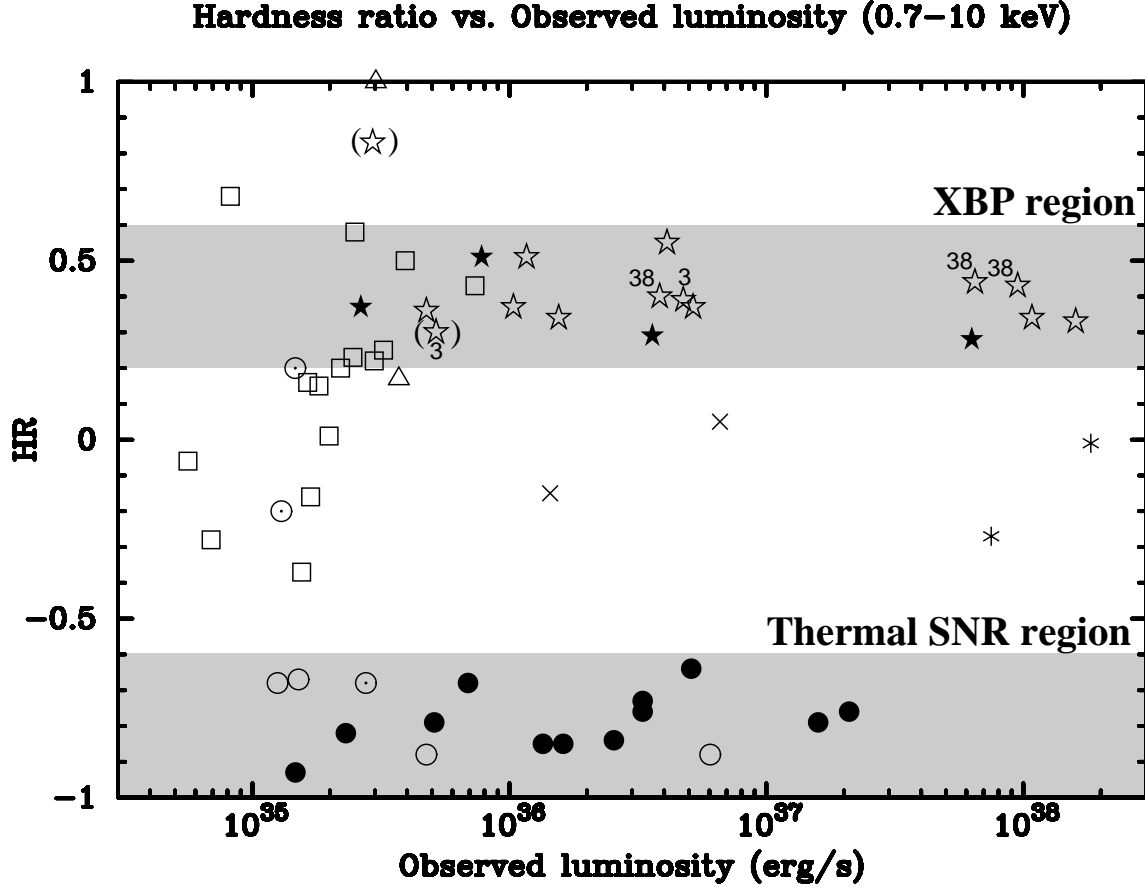 Hardness ratio vs. Observed luminosity (0.7−10 keV)
1
( )
XBP region
0.5
38
3
38
38
( )
3
HR
0
−0.5
Thermal SNR region
−1
10^35 10^36 10^37 10^38
Observed luminosity (erg/s)